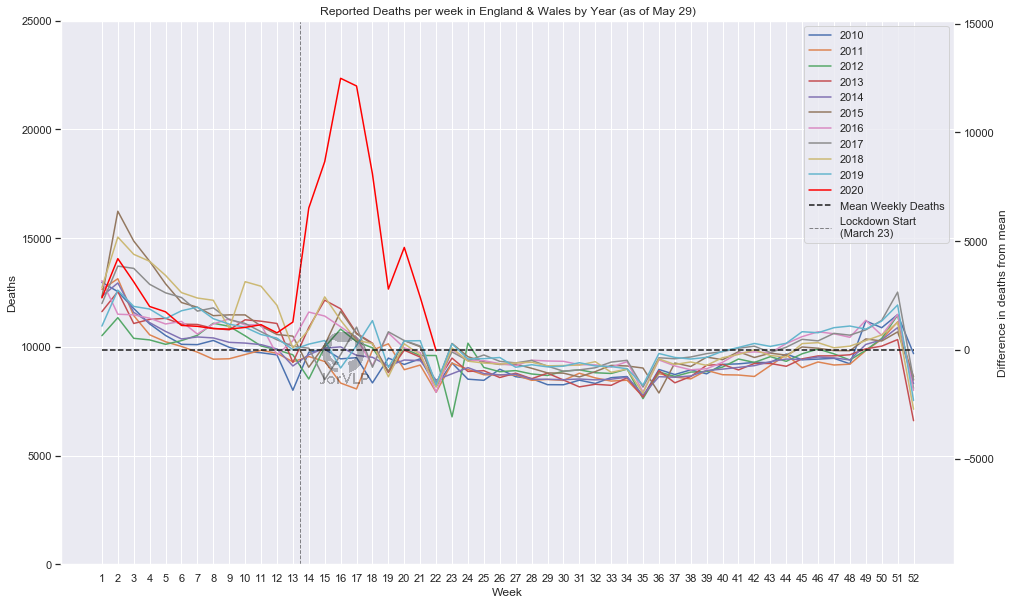 Reported Deaths per week in England & Wales by Year (as of May 29)
25000
20000
15000
10000
5000
0
Deaths
15000
10000
5000
0
−5000
Difference in deaths from mean
2010
2011
2012
2013
2014
2015
2016
2017
2018
2019
2020
Mean Weekly Deaths
Lockdown Start
(March 23)
1 2 3 4 5 6 7 8 9 10 11 12 13 14 15 16 17 18 19 20 21 22 23 24 25 26 27 28 29 30 31 32 33 34 35 36 37 38 39 40 41 42 43 44 45 46 47 48 49 50 51 52
Week